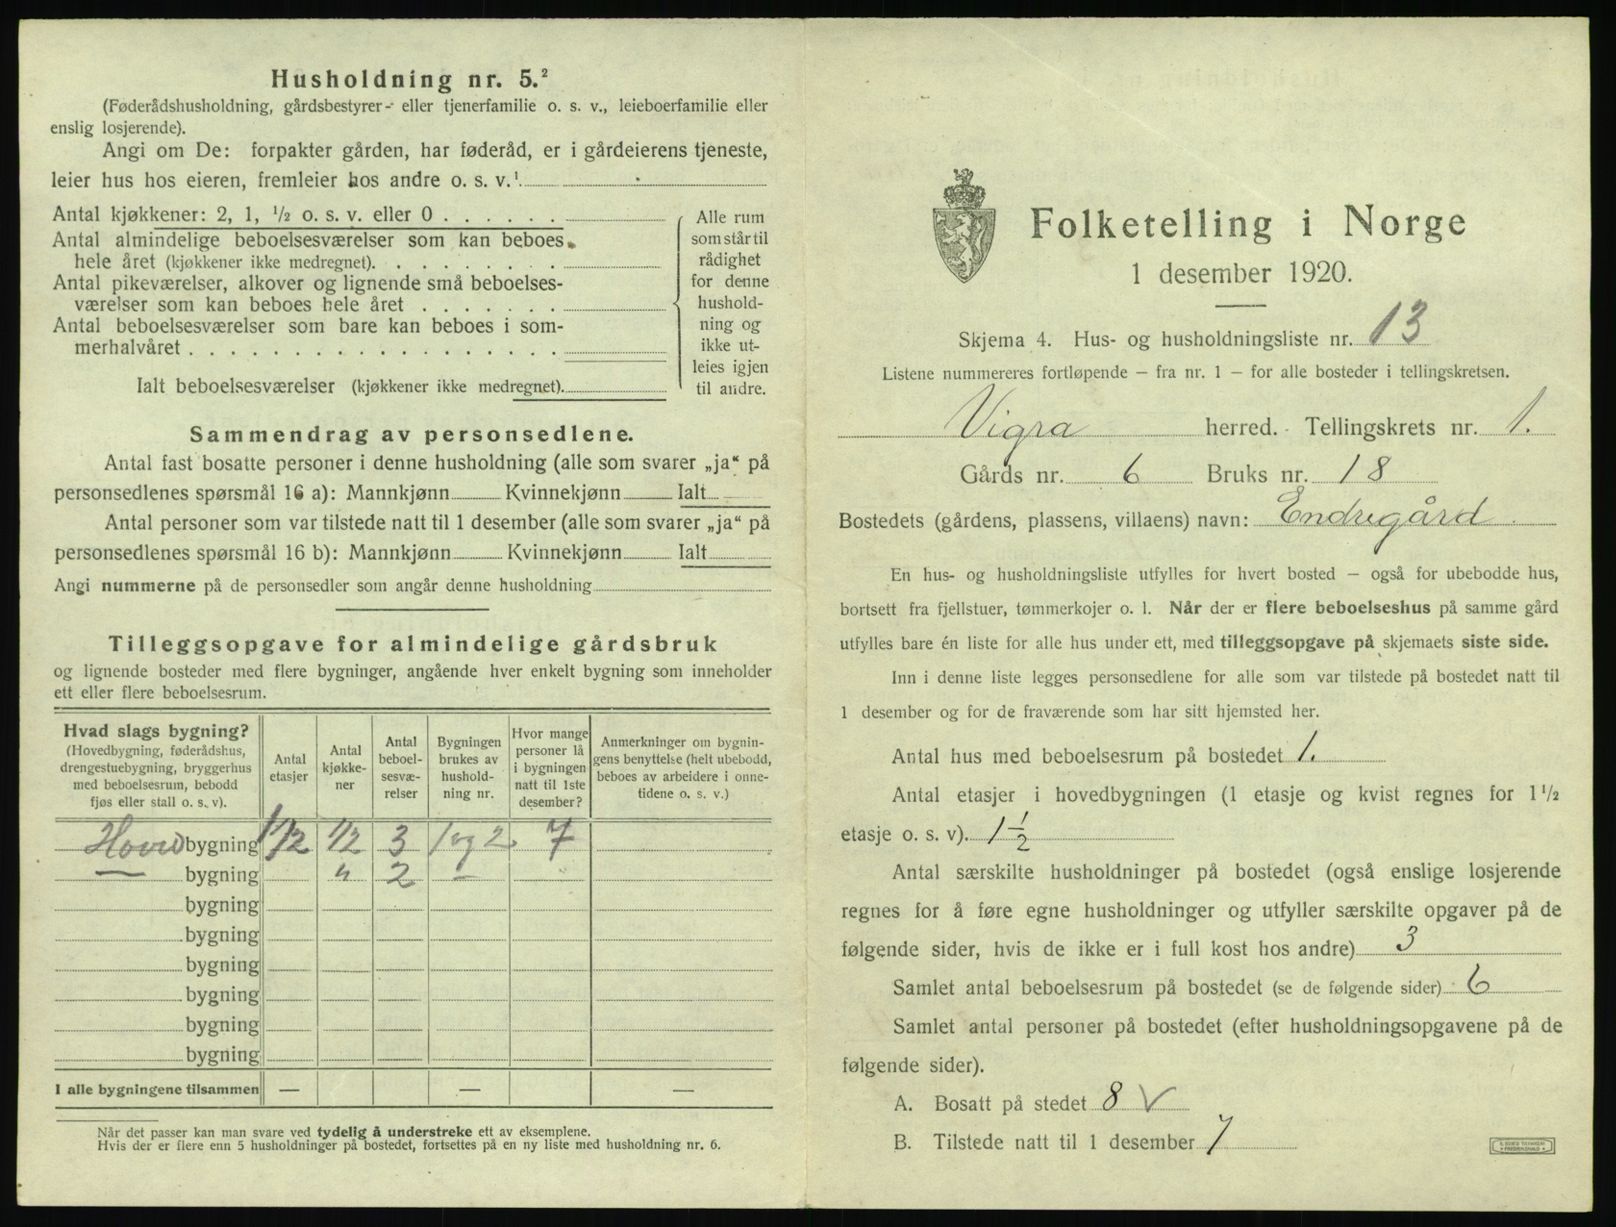 Husholdning nr. 5.²
(Føderådshusholdning, gårdsbestyrer- eller tjenerfamilie o. s. v., leieboerfamilie eller
enslig losjerende).
Angi om De: forpakter gården, har føderåd, er i gårdeierens tjeneste,
leier hus hos eieren, fremleier hos andre o. s. v.¹
Antal kjøkkener: 2, 1, ½ o. s. v. eller 0
Antal almindelige beboelsesværelser som kan beboes
hele året (kjøkkener ikke medregnet).
Antal pikeværelser, alkover og lignende små beboelses-
værelser som kan beboes hele året
Antal beboelsesværelser som bare kan beboes i som-
merhalvåret
Ialt beboelsesværelser (kjøkkener ikke medregnet).
Alle rum
som står til
rådighet
for denne
hushold-
ning og
ikke ut-
leies igjen
til andre.
Sammendrag av personsedlene.
Antal fast bosatte personer i denne husholdning (alle som svarer „ja“ på
personsedlenes spørsmål 16 a): Mannkjønn Kvinnekjønn Ialt
Antal personer som var tilstede natt til 1 desember (alle som svarer „ja“ på
personsedlenes spørsmål 16 b): Mannkjønn Kvinnekjønn Ialt
Angi nummerne på de personsedler som angår denne husholdning
Tilleggsopgave for almindelige gårdsbruk
og lignende bosteder med flere bygninger, angående hver enkelt bygning som inneholder
ett eller flere beboelsesrum.
Hvad slags bygning?
(Hovedbygning, føderådshus,
drengestuebygning, bryggerhus
med beboelsesrum, bebodd
fjøs eller stall o. s. v).
Antal
etasjer
Antal
kjøkke-
ner
Antal
beboel-
sesvæ-
relser
Bygningen
brukes av
hushold-
ning nr.
Hvor mange
personer lå
i bygningen
natt til 1ste
desember?
Anmerkninger om bygnin-
gens benyttelse (helt ubebodd,
beboes av arbeidere i onne-
tidene o. s. v.)
Hoved bygning 1½ ½ 3 1 og 2 7
— bygning " 2 —
bygning
bygning
bygning
bygning
bygning
bygning
I alle bygningene tilsammen — — —
Når det passer kan man svare ved tydelig å understreke ett av eksemplene.
Hvis der er flere enn 5 husholdninger på bostedet, fortsettes på en ny liste med husholdning nr. 6.
Folketelling i Norge
1 desember 1920.
Skjema 4. Hus- og husholdningsliste nr. 13
Listene nummereres fortløpende — fra nr. 1 — for alle bosteder i tellingskretsen.
Vigra herred. Tellingskrets nr. 1.
Gårds nr. 6 Bruks nr. 18
Bostedets (gårdens, plassens, villaens) navn: Endregård
En hus- og husholdningsliste utfylles for hvert bosted — også for ubebodde hus,
bortsett fra fjellstuer, tømmerkojer o. l. Når der er flere beboelseshus på samme gård
utfylles bare én liste for alle hus under ett, med tilleggsopgave på skjemaets siste side.
Inn i denne liste legges personsedlene for alle som var tilstede på bostedet natt til
1 desember og for de fraværende som har sitt hjemsted her.
Antal hus med beboelsesrum på bostedet 1.
Antal etasjer i hovedbygningen (1 etasje og kvist regnes for 1½
etasje o. s. v). 1½
Antal særskilte husholdninger på bostedet (også enslige losjerende
regnes for å føre egne husholdninger og utfyller særskilte opgaver på de
følgende sider, hvis de ikke er i full kost hos andre) 3
Samlet antal beboelsesrum på bostedet (se de følgende sider) 6
Samlet antal personer på bostedet (efter husholdningsopgavene på de
følgende sider).
A. Bosatt på stedet 8 V
B. Tilstede natt til 1 desember 7